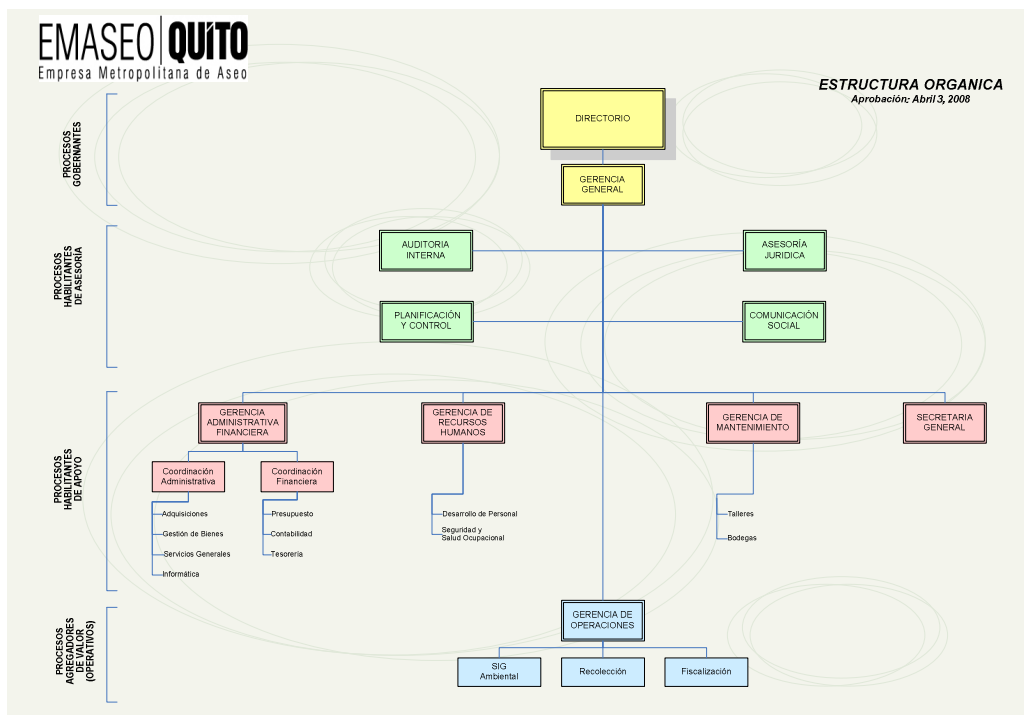 EMASEO QUÍTO
Empresa Metropolitana de Aseo
ESTRUCTURA ORGANICA
Aprobación: Abril 3, 2008
PROCESOS
GOBERNANTES
DIRECTORIO
GERENCIA
GENERAL
PROCESOS
HABILITANTES
DE ASESORÍA
AUDITORIA
INTERNA
ASESORÍA
JURIDICA
PLANIFICACIÓN
Y CONTROL
COMUNICACIÓN
SOCIAL
PROCESOS
HABILITANTES
DE APOYO
GERENCIA
ADMINISTRATIVA
FINANCIERA
GERENCIA DE
RECURSOS
HUMANOS
GERENCIA DE
MANTENIMIENTO
SECRETARIA
GENERAL
Coordinación
Administrativa
Coordinación
Financiera
Adquisiciones
Gestión de Bienes
Servicios Generales
Informática
Presupuesto
Contabilidad
Tesoreria
Desarrollo de Personal
Seguridad y
Salud Ocupacional
Talleres
Bodegas
PROCESOS
AGREGADORES
DE VALOR
(OPERATIVOS)
GERENCIA DE
OPERACIONES
SIG
Ambiental
Recolección
Fiscalización